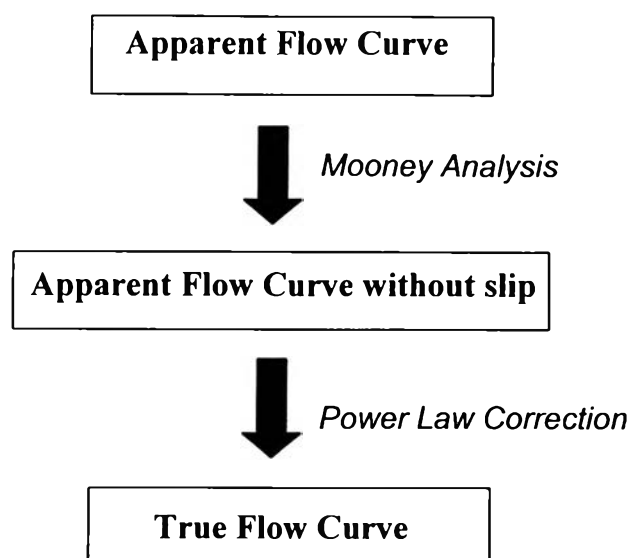 Apparent Flow Curve
Mooney Analysis
Apparent Flow Curve without slip
Power Law Correction
True Flow Curve